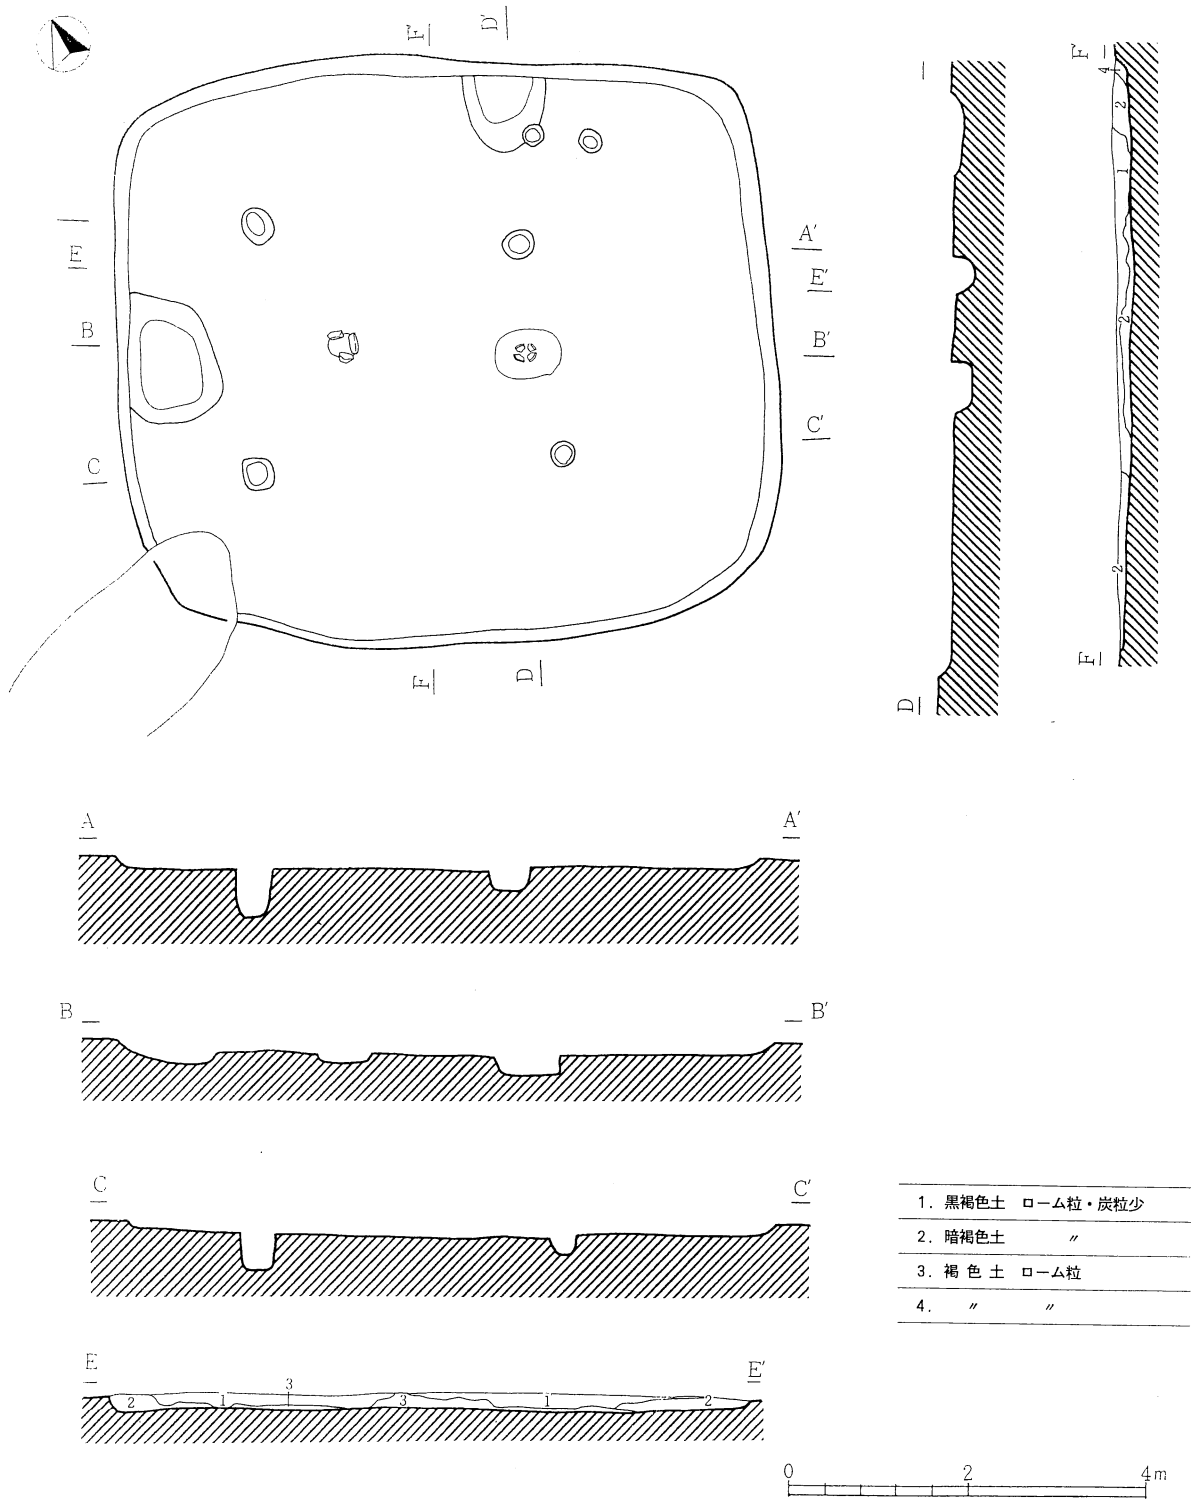 F' D'
F'
4
2
1
2
2
F
D
E
A'
E'
B
B'
C'
C
F D
A A'
B B'
C C'
1. 黒褐色土 ローム粒・炭粒少
2. 暗褐色土 〃
3. 褐色土 ローム粒
4. 〃 〃
E E'
3
2 1 3 1 2
0 2 4m